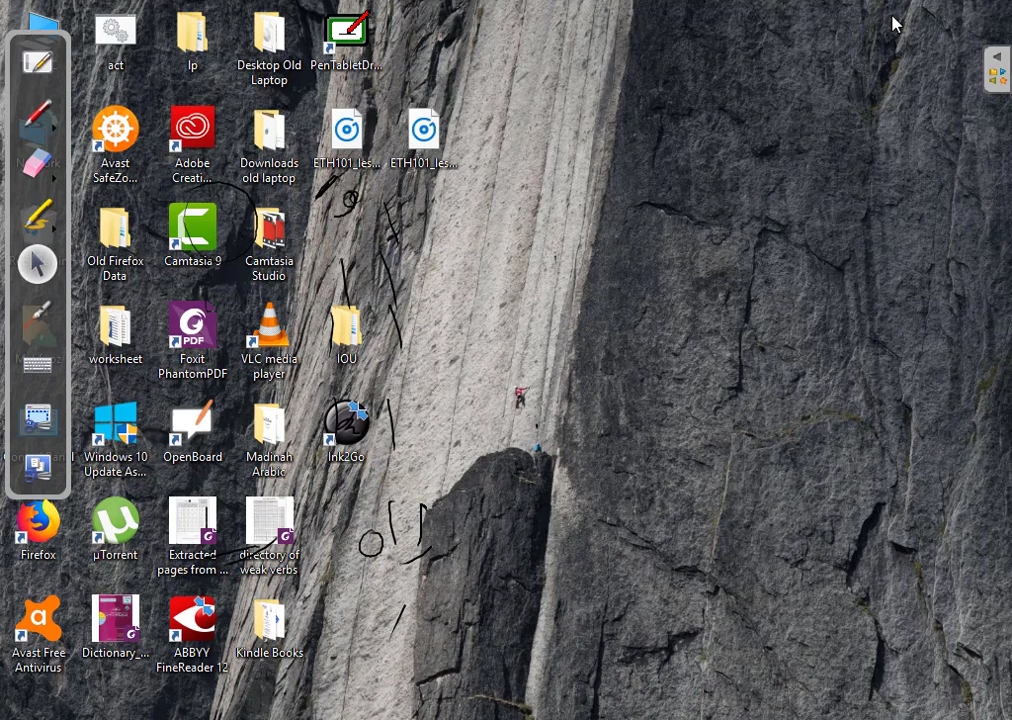 act
lp
Desktop Old
Laptop
PenTabletDr...
Avast
SafeZo...
Adobe
Creati...
Downloads
old laptop
ETH101_les...
ETH101_les...
Old Firefox
Data
Camtasia 9
Camtasia
Studio
worksheet
Foxit
PhantomPDF
VLC media
player
IOU
Windows 10
Update As...
OpenBoard
Madinah
Arabic
Ink2Go
Firefox
µTorrent
Extracted
pages from ...
directory of
weak verbs
Avast Free
Antivirus
Dictionary_...
ABBYY
FineReader 12
Kindle Books
PDF